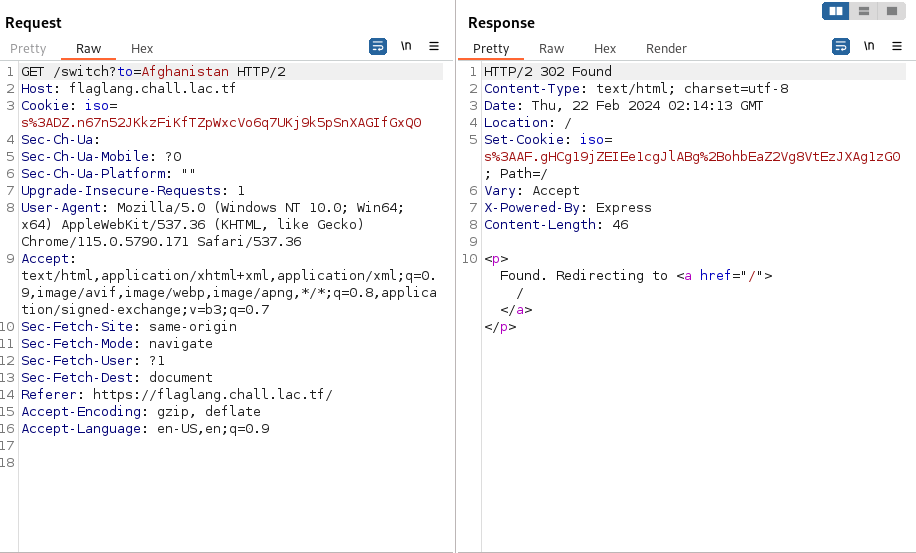 Request
Pretty Raw Hex \n
1 GET /switch?to=Afghanistan HTTP/2
2 Host: flaglang.chall.lac.tf
3 Cookie: iso=
s%3ADZ.n67n52JKkzFiKfTZpWxcVo6q7UKj9k5pSnXAGIfGxQ0
4 Sec-Ch-Ua:
5 Sec-Ch-Ua-Mobile: ?0
6 Sec-Ch-Ua-Platform: ""
7 Upgrade-Insecure-Requests: 1
8 User-Agent: Mozilla/5.0 (Windows NT 10.0; Win64;
x64) AppleWebKit/537.36 (KHTML, like Gecko)
Chrome/115.0.5790.171 Safari/537.36
9 Accept:
text/html,application/xhtml+xml,application/xml;q=0.
9,image/avif,image/webp,image/apng,*/*;q=0.8,applica
tion/signed-exchange;v=b3;q=0.7
10 Sec-Fetch-Site: same-origin
11 Sec-Fetch-Mode: navigate
12 Sec-Fetch-User: ?1
13 Sec-Fetch-Dest: document
14 Referer: https://flaglang.chall.lac.tf/
15 Accept-Encoding: gzip, deflate
16 Accept-Language: en-US,en;q=0.9
17
18
Response
Pretty Raw Hex Render \n
1 HTTP/2 302 Found
2 Content-Type: text/html; charset=utf-8
3 Date: Thu, 22 Feb 2024 02:14:13 GMT
4 Location: /
5 Set-Cookie: iso=
s%3AAF.gHCg19jZEIEe1cgJlABg%2BohbEaZ2Vg8VtEzJXAg1zG0
; Path=/
6 Vary: Accept
7 X-Powered-By: Express
8 Content-Length: 46
9
10 <p>
Found. Redirecting to <a href="/">
/
</a>
</p>